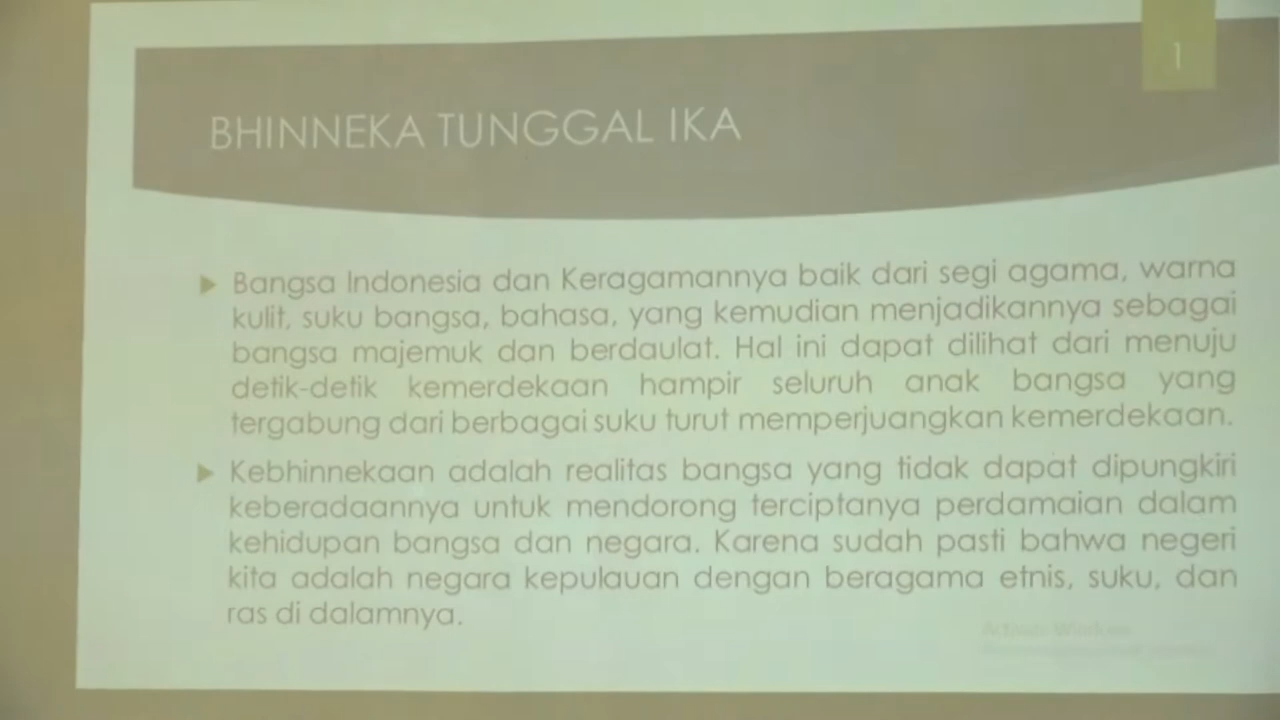 1
BHINNEKA TUNGGAL IKA
Bangsa Indonesia dan Keragamannya baik dari segi agama, warna
kulit, suku bangsa, bahasa, yang kemudian menjadikannya sebagai
bangsa majemuk dan berdaulat. Hal ini dapat dilihat dari menuju
detik-detik kemerdekaan hampir seluruh anak bangsa yang
tergabung dari berbagai suku turut memperjuangkan kemerdekaan.
Kebhinnekaan adalah realitas bangsa yang tidak dapat dipungkiri
keberadaannya untuk mendorong terciptanya perdamaian dalam
kehidupan bangsa dan negara. Karena sudah pasti bahwa negeri
kita adalah negara kepulauan dengan beragama etnis, suku, dan
ras di dalamnya.
Activate Windows